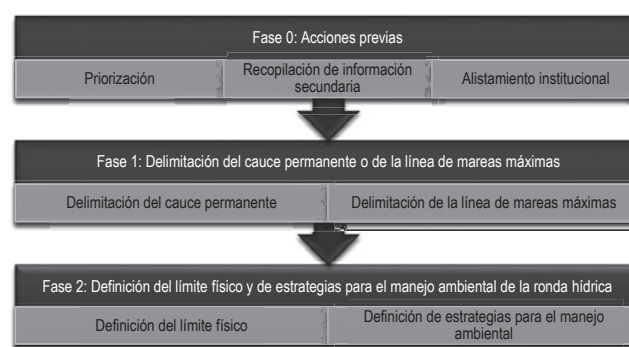 Fase 0: Acciones previas
Priorización
Recopilación de información
secundaria
Alistamiento institucional
Fase 1: Delimitación del cauce permanente o de la línea de mareas máximas
Delimitación del cauce permanente
Delimitación de la línea de mareas máximas
Fase 2: Definición del límite físico y de estrategias para el manejo ambiental de la ronda hídrica
Definición del límite físico
Definición de estrategias para el manejo
ambiental